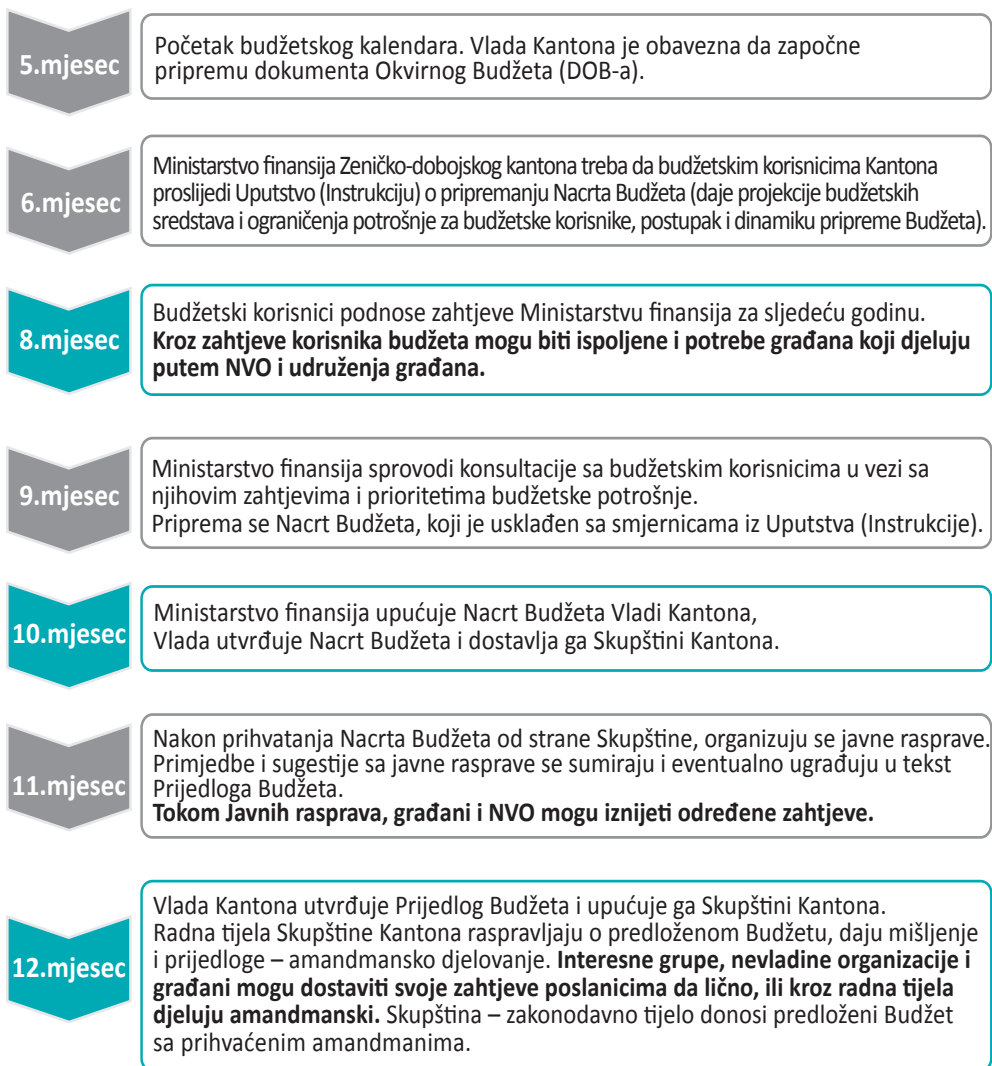 5.mjesec
Početak budžetskog kalendara. Vlada Kantona je obavezna da započne
pripremu dokumenta Okvirnog Budžeta (DOB-a).
6.mjesec
Ministarstvo finansija Zeničko-dobojskog kantona treba da budžetskim korisnicima Kantona
proslijedi Uputstvo (Instrukciju) o pripremanju Nacrta Budžeta (daje projekcije budžetskih
sredstava i ograničenja potrošnje za budžetske korisnike, postupak i dinamiku pripreme Budžeta).
8.mjesec
Budžetski korisnici podnose zahtjeve Ministarstvu finansija za sljedeću godinu.
Kroz zahtjeve korisnika budžeta mogu biti ispoljene i potrebe građana koji djeluju
putem NVO i udruženja građana.
9.mjesec
Ministarstvo finansija sprovodi konsultacije sa budžetskim korisnicima u vezi sa
njihovim zahtjevima i prioritetima budžetske potrošnje.
Priprema se Nacrt Budžeta, koji je usklađen sa smjernicama iz Uputstva (Instrukcije).
10.mjesec
Ministarstvo finansija upućuje Nacrt Budžeta Vladi Kantona,
Vlada utvrđuje Nacrt Budžeta i dostavlja ga Skupštini Kantona.
11.mjesec
Nakon prihvatanja Nacrta Budžeta od strane Skupštine, organizuju se javne rasprave.
Primjedbe i sugestije sa javne rasprave se sumiraju i eventualno ugrađuju u tekst
Prijedloga Budžeta.
Tokom Javnih rasprava, građani i NVO mogu iznijeti određene zahtjeve.
12.mjesec
Vlada Kantona utvrđuje Prijedlog Budžeta i upućuje ga Skupštini Kantona.
Radna tijela Skupštine Kantona raspravljaju o predloženom Budžetu, daju mišljenje
i prijedloge – amandmansko djelovanje. Interesne grupe, nevladine organizacije i
građani mogu dostaviti svoje zahtjeve poslanicima da lično, ili kroz radna tijela
djeluju amandmanski. Skupština – zakonodavno tijelo donosi predloženi Budžet
sa prihvaćenim amandmanima.